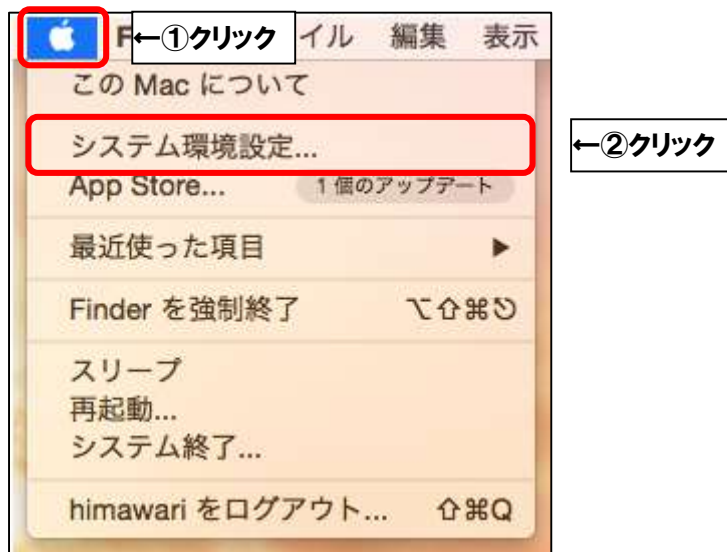 F←①クリック イル 編集 表示
この Mac について
システム環境設定...
←②クリック
App Store... 1 個のアップデート
最近使った項目 ▶
Finder を強制終了 ⌥⇧⌘⎋
スリープ
再起動...
システム終了...
himawari をログアウト... ⇧⌘Q